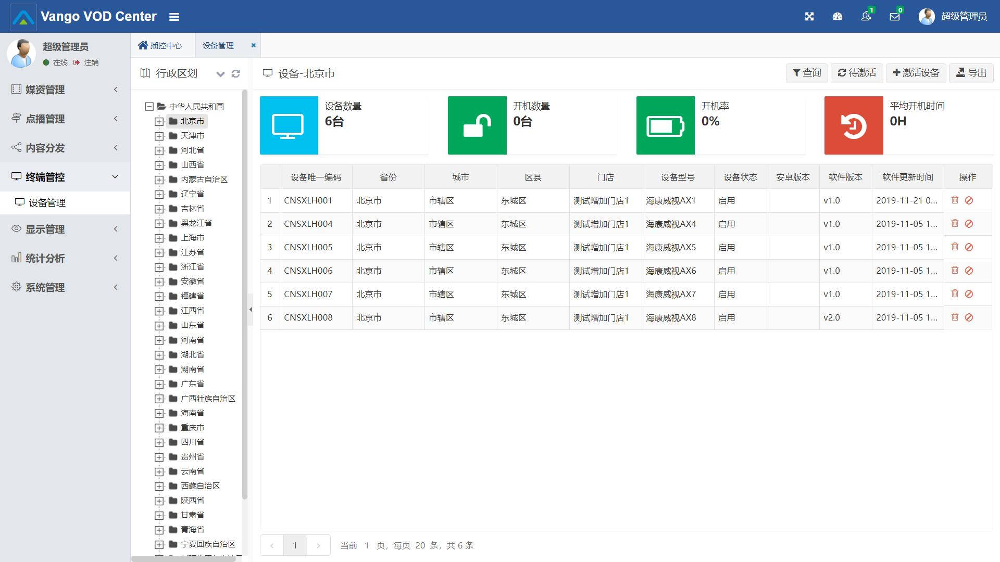 Vango VOD Center
1
0
超级管理员
超级管理员
在线 注销
媒资管理
点播管理
内容分发
终端管控
设备管理
显示管理
统计分析
系统管理
播控中心
设备管理
行政区划
中华人民共和国
北京市
天津市
河北省
山西省
内蒙古自治区
辽宁省
吉林省
黑龙江省
上海市
江苏省
浙江省
安徽省
福建省
江西省
山东省
河南省
湖北省
湖南省
广东省
广西壮族自治区
海南省
重庆市
四川省
贵州省
云南省
西藏自治区
陕西省
甘肃省
青海省
宁夏回族自治区
设备-北京市
查询 待激活 激活设备 导出
设备数量
6台
开机数量
0台
开机率
0%
平均开机时间
0H
设备唯一编码 省份 城市 区县 门店 设备型号 设备状态 安卓版本 软件版本 软件更新时间 操作
1 CNSXLH001 北京市 市辖区 东城区 测试增加门店1 海康威视AX1 启用 v1.0 2019-11-21 0...
2 CNSXLH004 北京市 市辖区 东城区 测试增加门店1 海康威视AX4 启用 v1.0 2019-11-05 1...
3 CNSXLH005 北京市 市辖区 东城区 测试增加门店1 海康威视AX5 启用 v1.0 2019-11-05 1...
4 CNSXLH006 北京市 市辖区 东城区 测试增加门店1 海康威视AX6 启用 v1.0 2019-11-05 1...
5 CNSXLH007 北京市 市辖区 东城区 测试增加门店1 海康威视AX7 启用 v1.0 2019-11-05 1...
6 CNSXLH008 北京市 市辖区 东城区 测试增加门店1 海康威视AX8 启用 v2.0 2019-11-05 1...
1
当前 1 页，每页 20 条，共 6 条